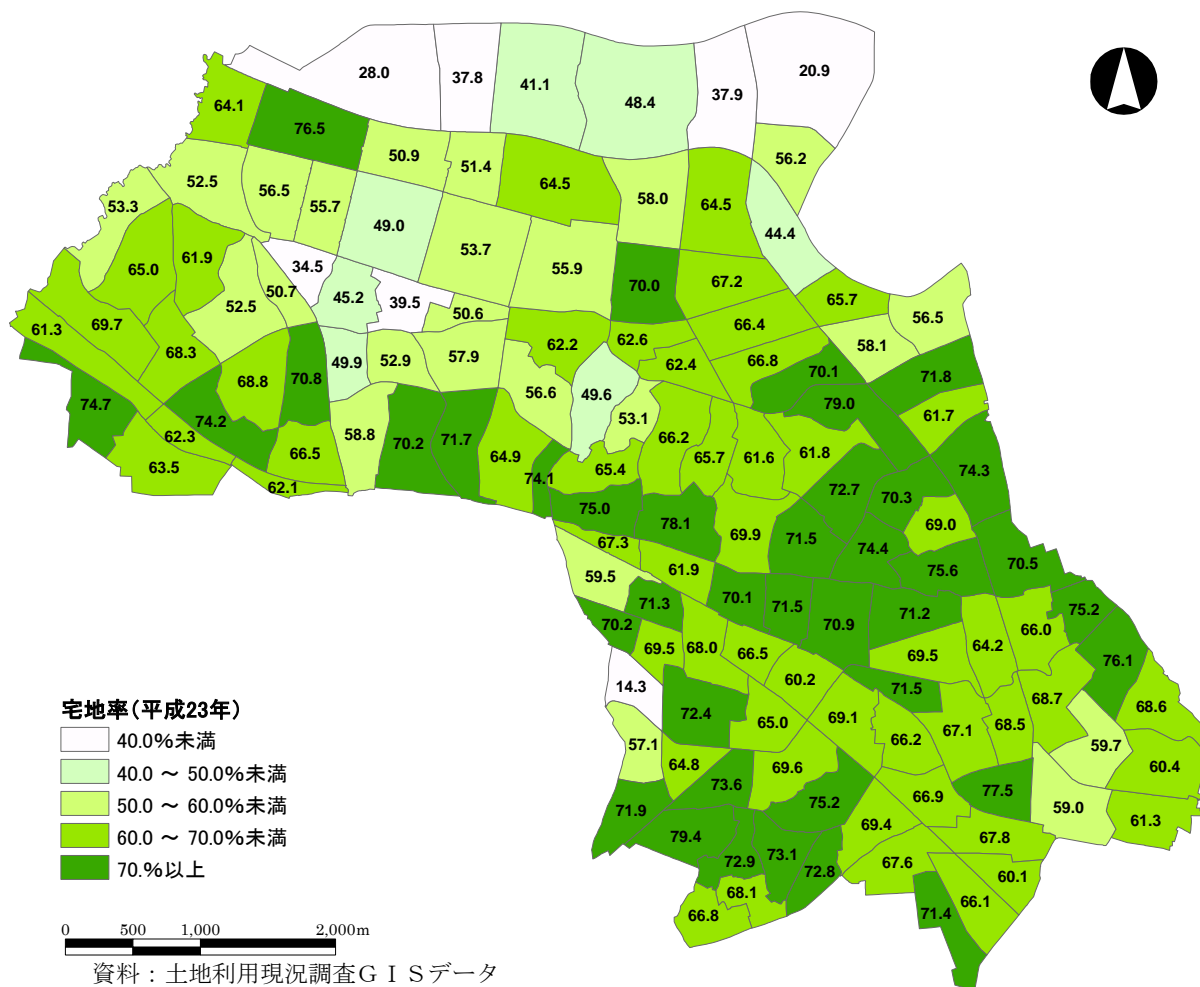 28.0 37.8 41.1 48.4 37.9 20.9
64.1 76.5 50.9 51.4 64.5 58.0 64.5 56.2
52.5 56.5 55.7 49.0 53.7 55.9 44.4
53.3 65.0 61.9 52.5 50.7 34.5 45.2 39.5 50.6 70.0 67.2 65.7 56.5
61.3 69.7 68.3 68.8 70.8 49.9 52.9 57.9 62.2 62.6 62.4 66.4 66.8 58.1 71.8
74.7 62.3 74.2 66.5 58.8 70.2 71.7 64.9 56.6 49.6 53.1 70.1 79.0 61.7
63.5 62.1 74.1 65.4 66.2 65.7 61.6 61.8 74.3
75.0 78.1 69.9 71.5 72.7 70.3 69.0
67.3 61.9 74.4 75.6 70.5
59.5 71.3 70.1 71.5 70.9 71.2 64.2 66.0 75.2
70.2 69.5 68.0 66.5 60.2 69.5 76.1
14.3 72.4 65.0 69.1 71.5 67.1 68.5 68.7 68.6
57.1 64.8 69.6 66.2 59.7 60.4
71.9 73.6 75.2 66.9 77.5 59.0 61.3
79.4 72.9 73.1 72.8 69.4 67.8
66.8 68.1 67.6 60.1
71.4 66.1
宅地率(平成23年)
40.0%未満
40.0 ～ 50.0%未満
50.0 ～ 60.0%未満
60.0 ～ 70.0%未満
70.%以上
0 500 1,000 2,000m
資料：土地利用現況調査ＧＩＳデータ